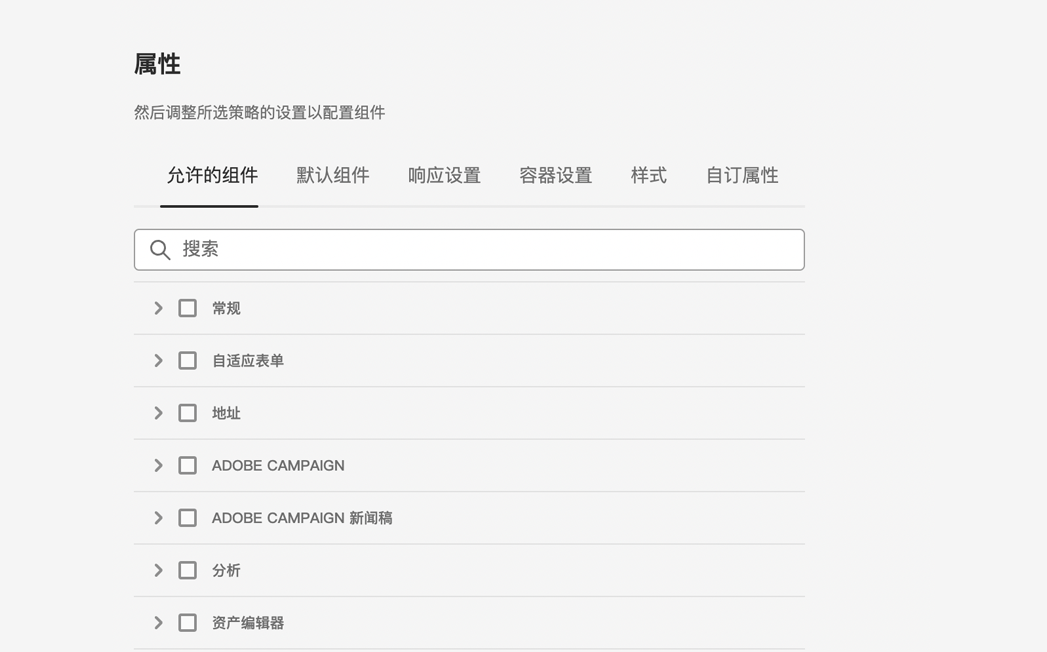 属性
然后调整所选策略的设置以配置组件
允许的组件 默认组件 响应设置 容器设置 样式 自订属性
搜索
常规
自适应表单
地址
ADOBE CAMPAIGN
ADOBE CAMPAIGN 新闻稿
分析
资产编辑器